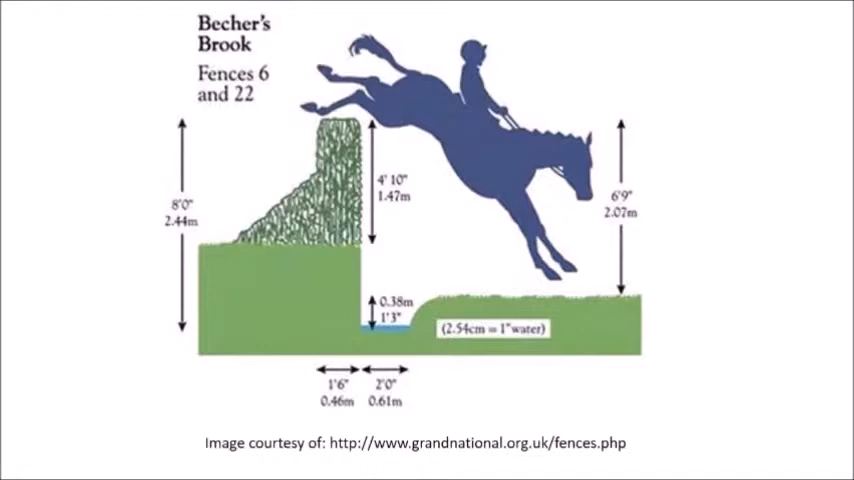 Becher's
Brook
Fences 6
and 22
4' 10"
1.47m
8'0"
2.44m
6'9"
2.07m
0.38m
1'3"
(2.54cm = 1" water)
1'6"
0.46m
2'0"
0.61m
Image courtesy of: http://www.grandnational.org.uk/fences.php